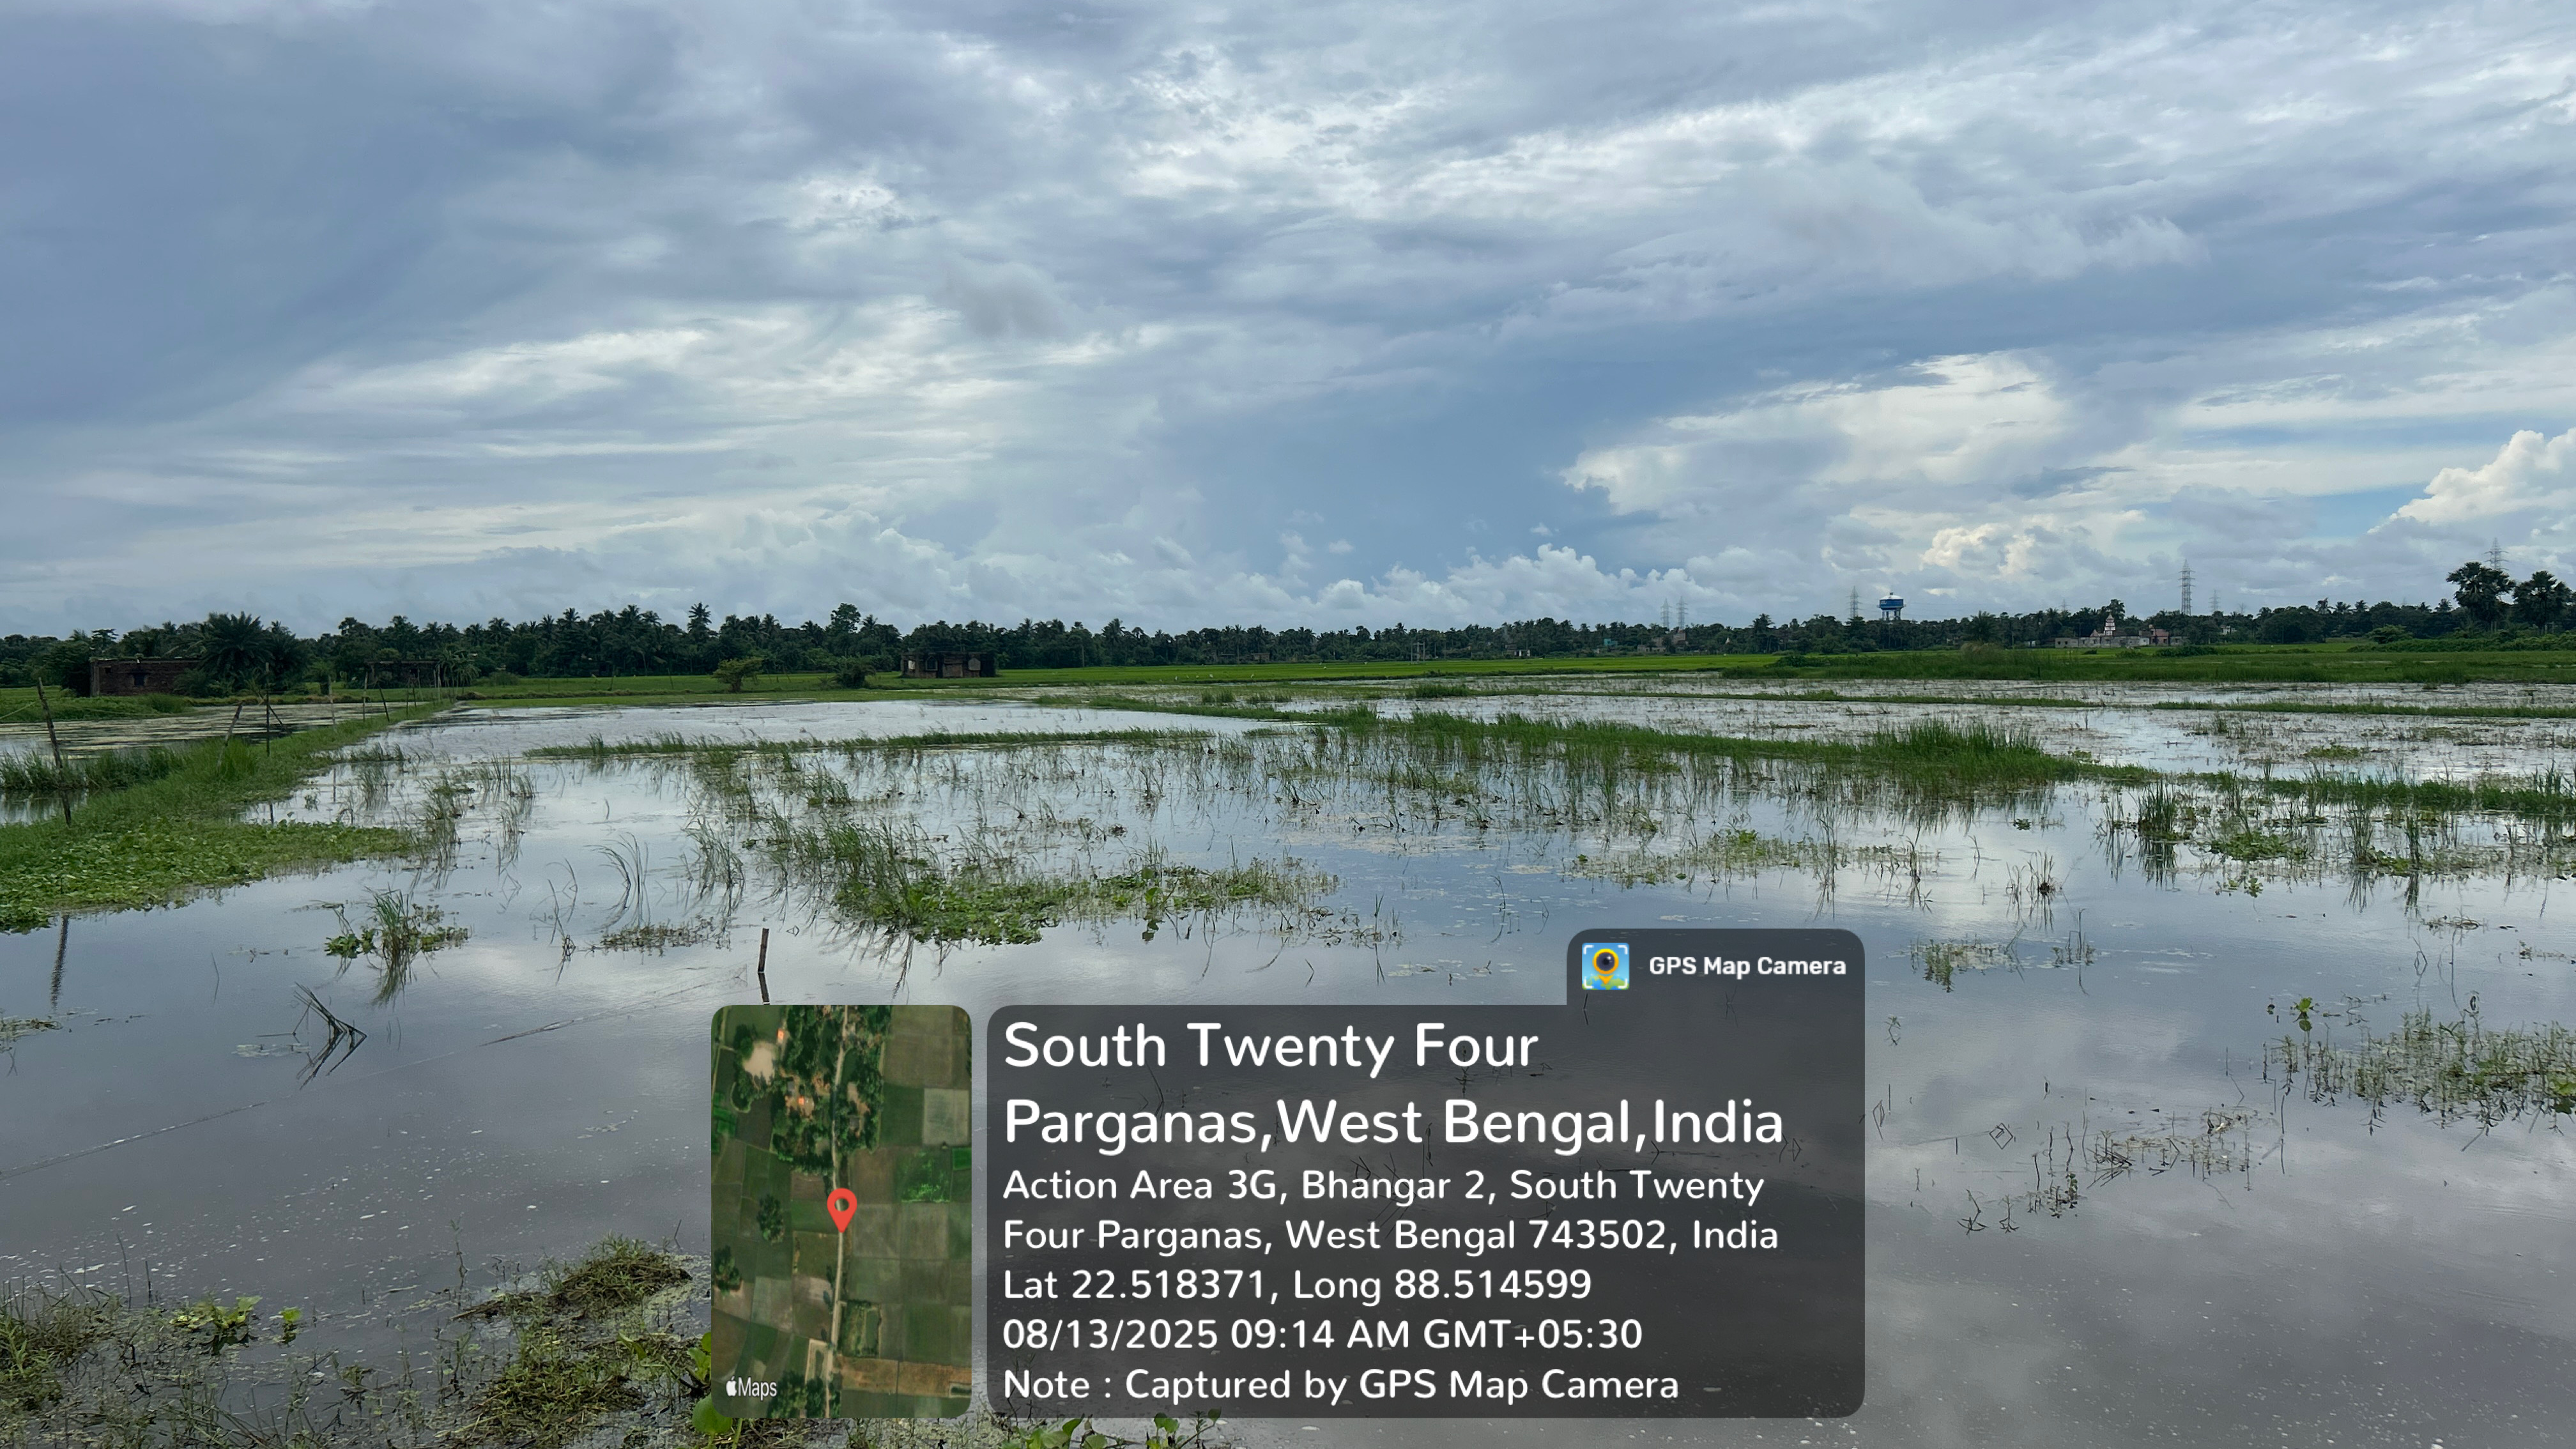 GPS Map Camera
South Twenty Four
Parganas,West Bengal,India
Action Area 3G, Bhangar 2, South Twenty
Four Parganas, West Bengal 743502, India
Lat 22.518371, Long 88.514599
08/13/2025 09:14 AM GMT+05:30
Note : Captured by GPS Map Camera
Maps